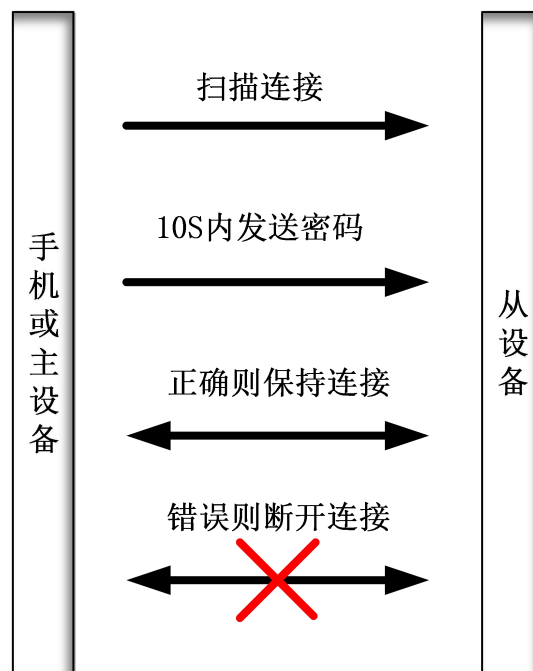 扫描连接
10S内发送密码
正确则保持连接
错误则断开连接
手机或主设备
从设备